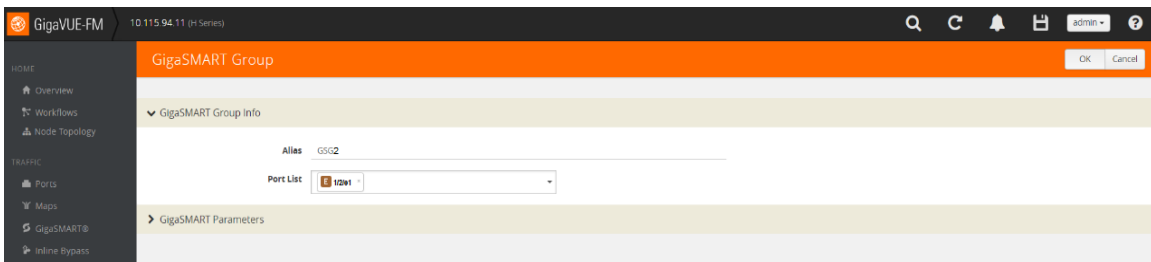 GigaVUE-FM 10.115.94.11 (H Series) admin
GigaSMART Group OK Cancel
HOME
Overview
Workflows
Node Topology
TRAFFIC
Ports
Maps
GigaSMART®
Inline Bypass
GigaSMART Group Info
Alias GSG2
Port List E 1/2/e1 ×
GigaSMART Parameters